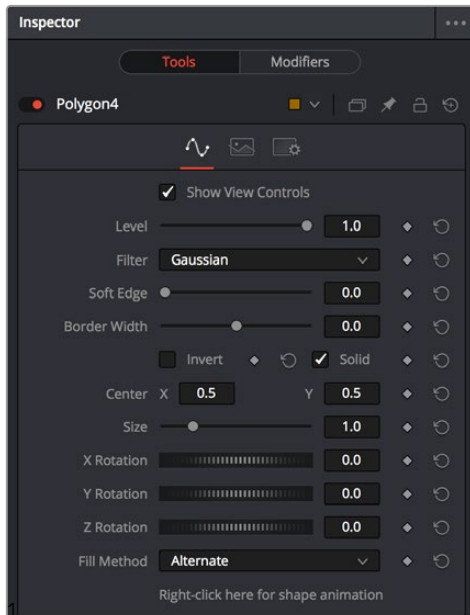 Inspector
Tools Modifiers
Polygon4
Show View Controls
Level 1.0
Filter Gaussian
Soft Edge 0.0
Border Width 0.0
Invert Solid
Center X 0.5 Y 0.5
Size 1.0
X Rotation 0.0
Y Rotation 0.0
Z Rotation 0.0
Fill Method Alternate
Right-click here for shape animation